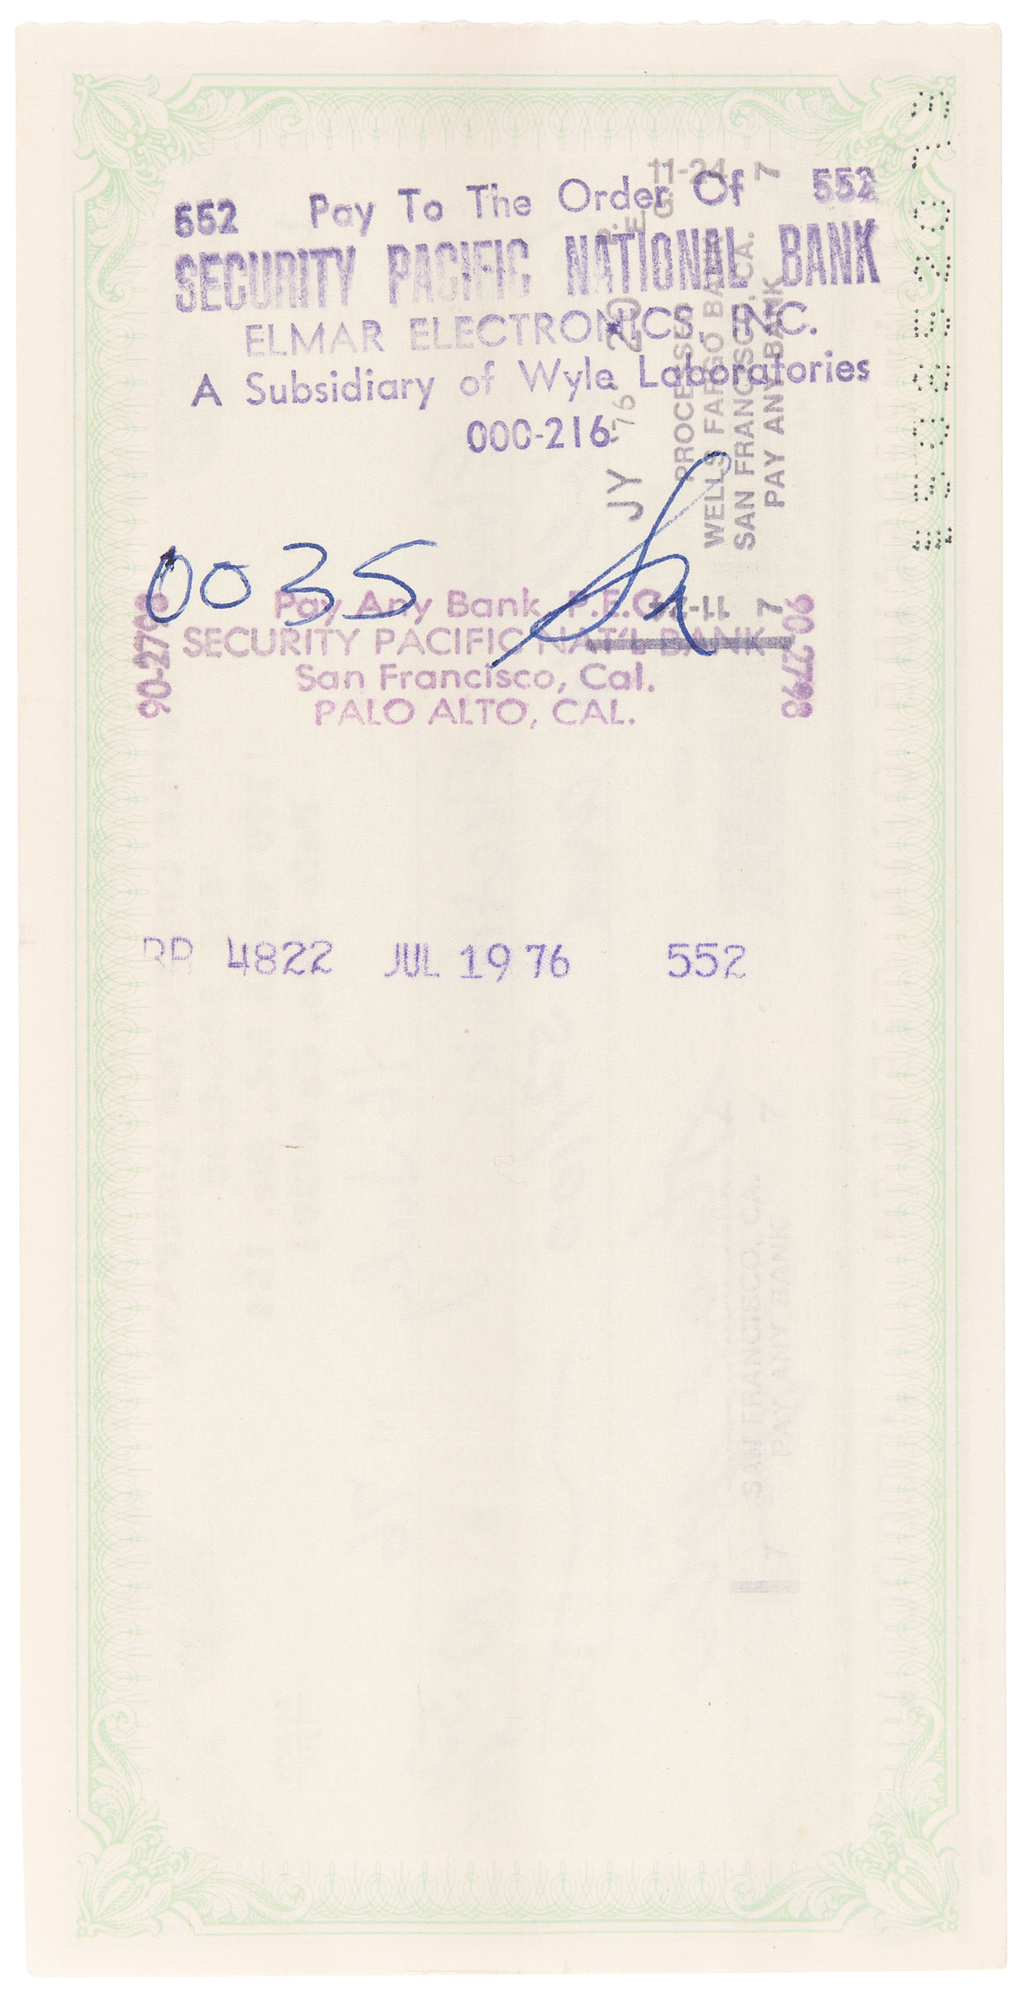 552 Pay To The Order Of 552
SECURITY PACIFIC NATIONAL BANK
ELMAR ELECTRONICS, INC.
A Subsidiary of Wyle Laboratories
000-216
11-24 7
JY -76 20
PROCESSED
WELLS FARGO BANK
SAN FRANCISCO, CA.
PAY ANY BANK
0035
Pay Any Bank, P.E.G.
SECURITY PACIFIC NAT'L BANK
San Francisco, Cal.
PALO ALTO, CAL.
90-2798
90-2798
7
4822 JUL 19 76 552
7
SAN FRANCISCO, CA.
PAY ANY BANK
7